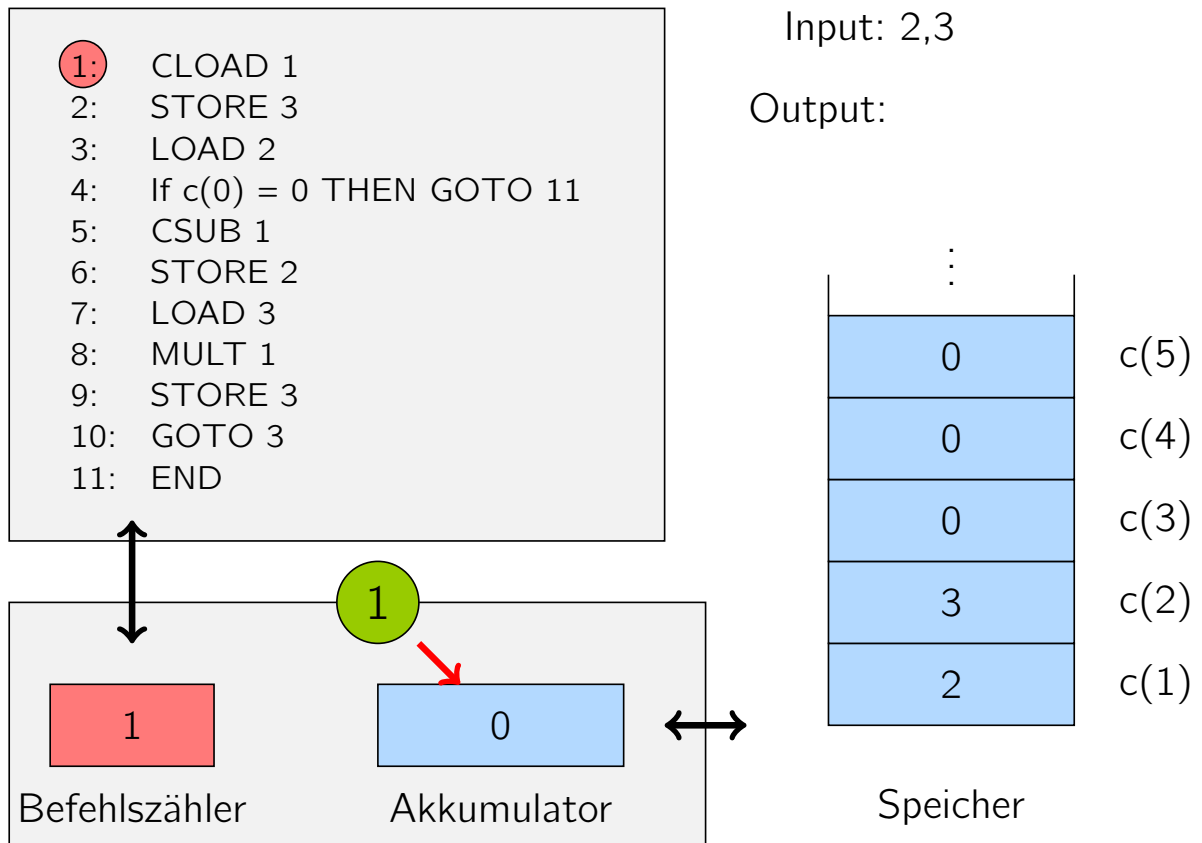 1: CLOAD 1
2: STORE 3
3: LOAD 2
4: If c(0) = 0 THEN GOTO 11
5: CSUB 1
6: STORE 2
7: LOAD 3
8: MULT 1
9: STORE 3
10: GOTO 3
11: END
Input: 2,3
Output:
⋮
0 c(5)
0 c(4)
0 c(3)
3 c(2)
2 c(1)
Speicher
1
1
0
Befehlszähler
Akkumulator